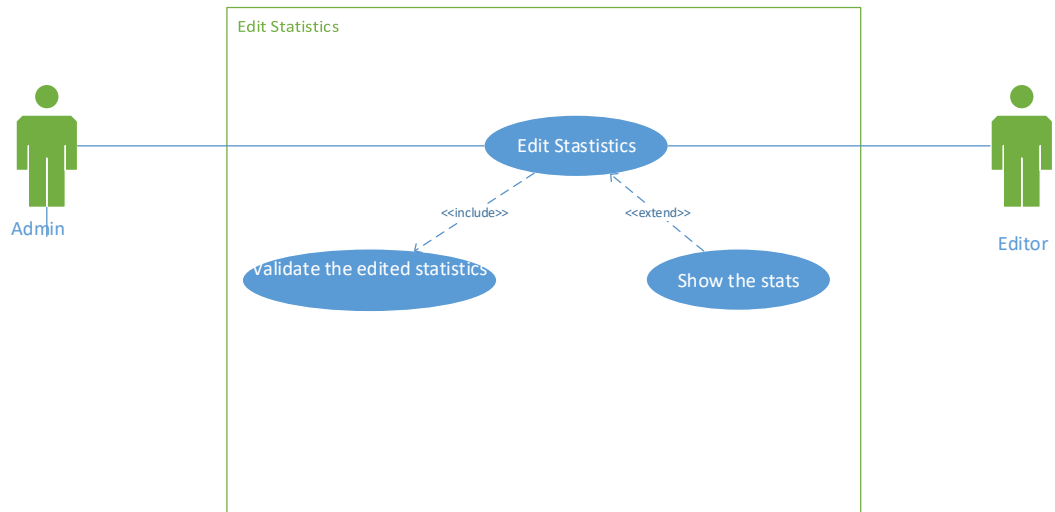 Edit Statistics
Edit Stastistics
<<include>>
<<extend>>
Admin
Editor
Validate the edited statistics
Show the stats